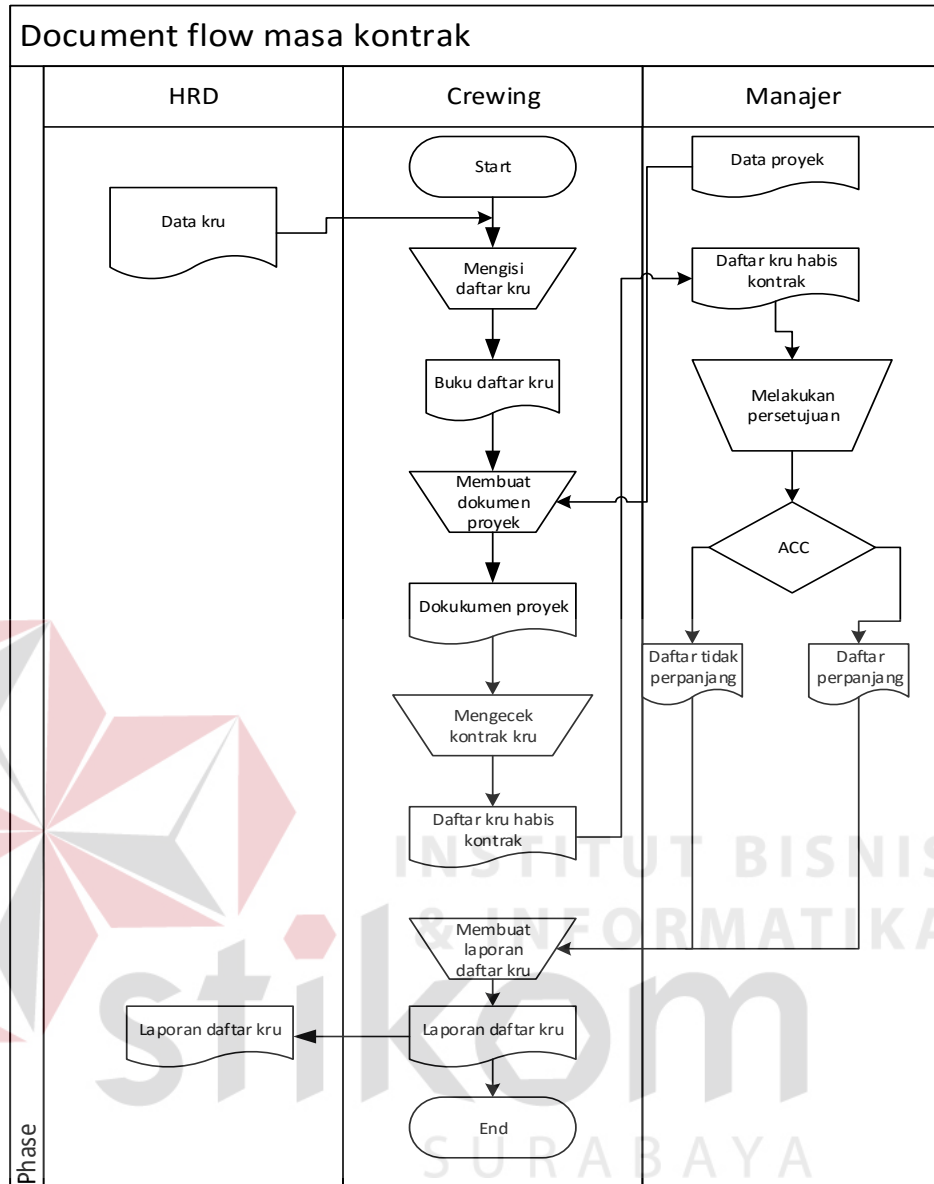 Document flow masa kontrak
HRD
Crewing
Manajer
Start
Data proyek
Data kru
Mengisi
daftar kru
Daftar kru habis
kontrak
Buku daftar kru
Melakukan
persetujuan
Membuat
dokumen
proyek
ACC
Dokukumen proyek
Daftar tidak
perpanjang
Daftar
perpanjang
Mengecek
kontrak kru
Daftar kru habis
kontrak
INSTITUT BISNIS
& INFORMATIKA
Membuat
laporan
daftar kru
stikom
Laporan daftar kru
Laporan daftar kru
End
SURABAYA
Phase